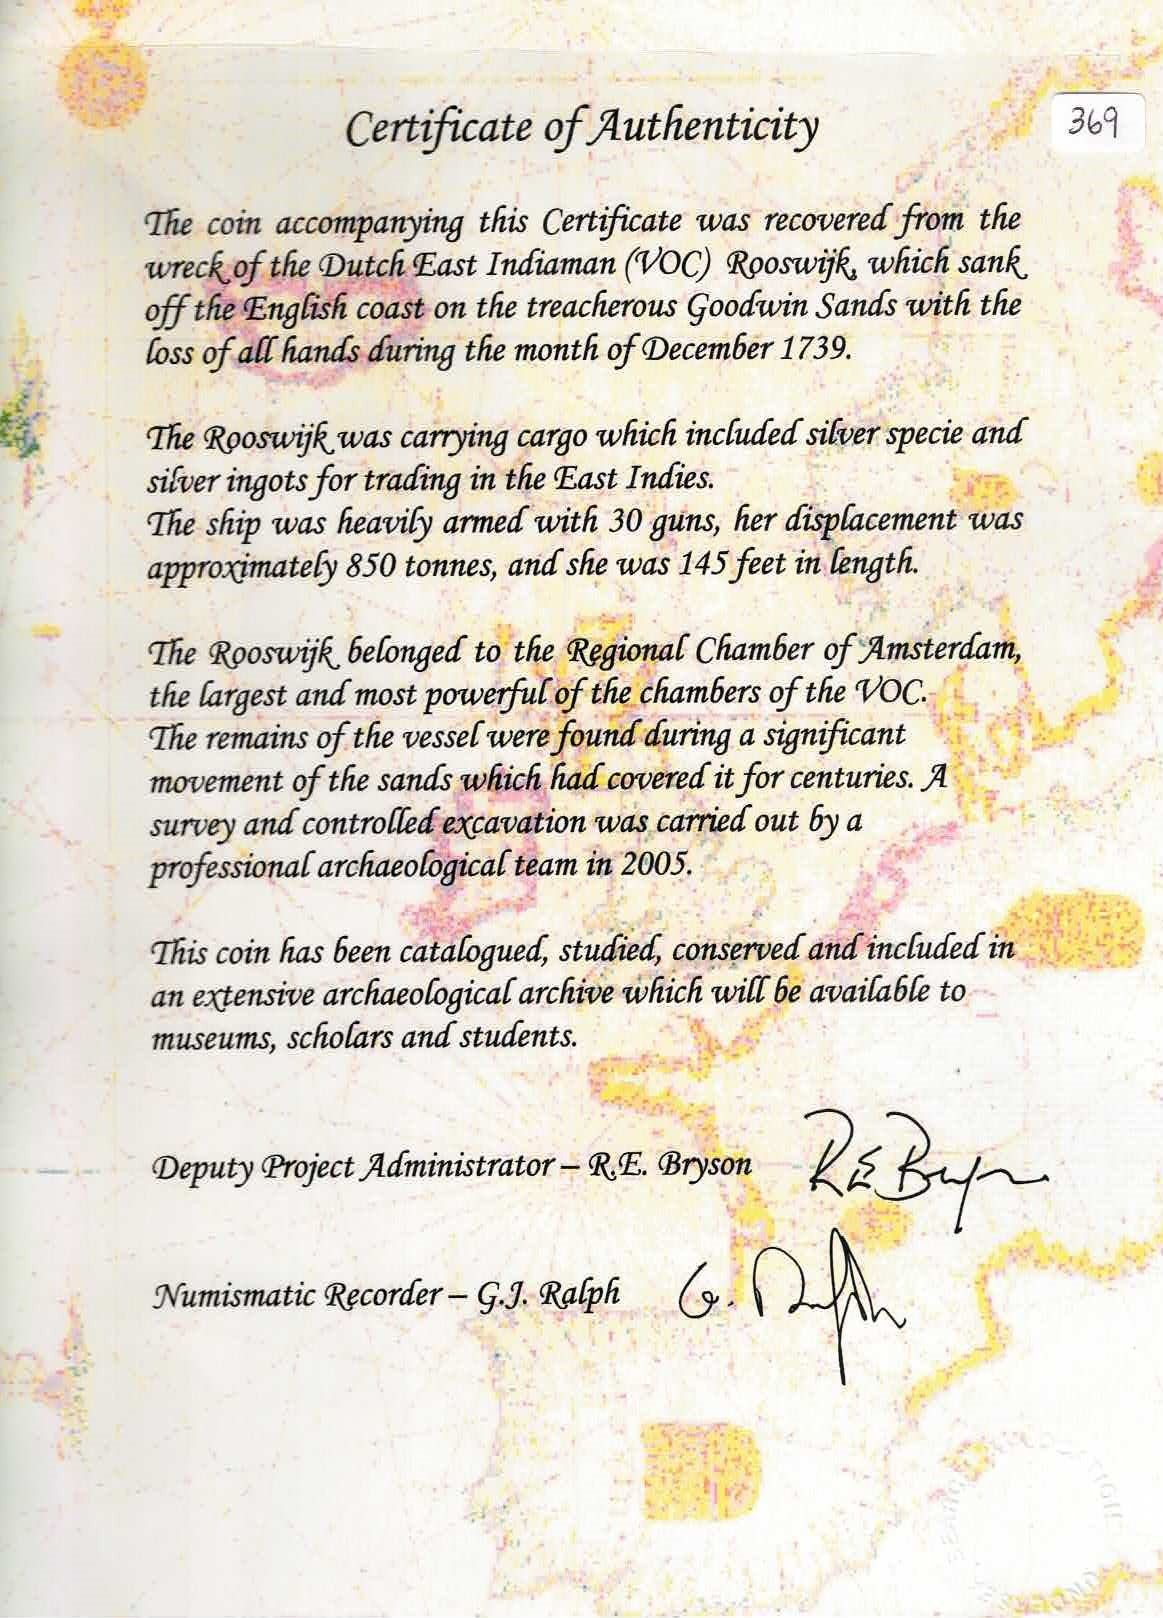 Certificate of Authenticity
369
The coin accompanying this Certificate was recovered from the
wreck of the Dutch East Indiaman (VOC) Rooswijk, which sank
off the English coast on the treacherous Goodwin Sands with the
loss of all hands during the month of December 1739.
The Rooswijk was carrying cargo which included silver specie and
silver ingots for trading in the East Indies.
The ship was heavily armed with 30 guns, her displacement was
approximately 850 tonnes, and she was 145 feet in length.
The Rooswijk belonged to the Regional Chamber of Amsterdam,
the largest and most powerful of the chambers of the VOC.
The remains of the vessel were found during a significant
movement of the sands which had covered it for centuries. A
survey and controlled excavation was carried out by a
professional archaeological team in 2005.
This coin has been catalogued, studied, conserved and included in
an extensive archaeological archive which will be available to
museums, scholars and students.
Deputy Project Administrator – R.E. Bryson
R E Bryson
Numismatic Recorder – G.J. Ralph
G. Ralph